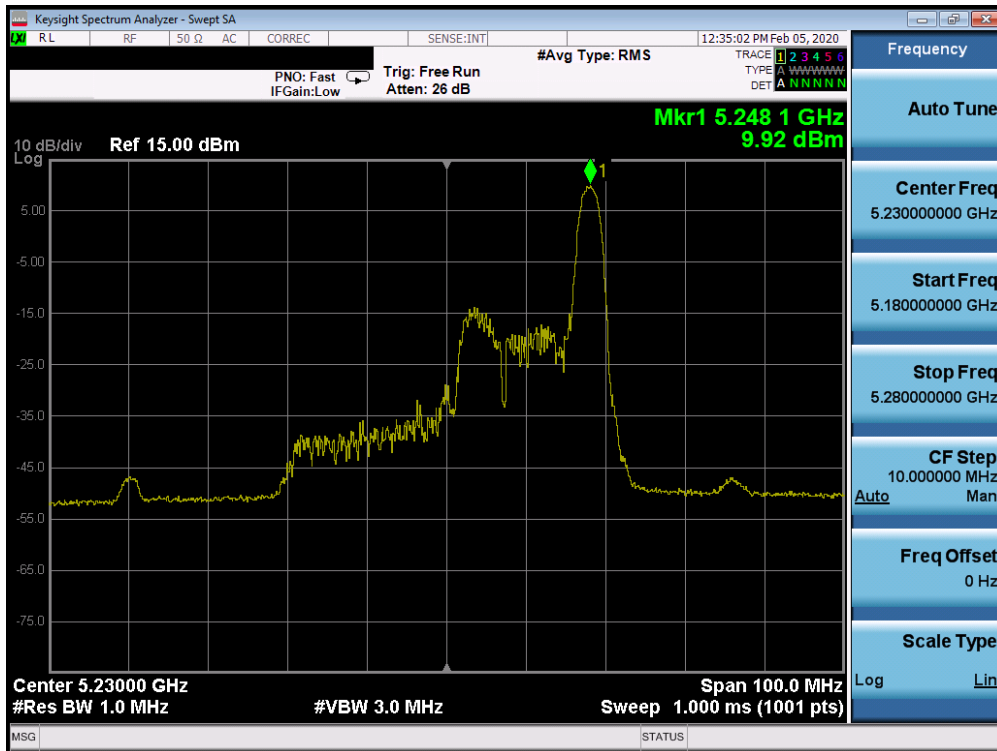 Keysight Spectrum Analyzer - Swept SA
LXI RL RF 50 Ω AC CORREC SENSE:INT 12:35:02 PM Feb 05, 2020
#Avg Type: RMS TRACE 1 2 3 4 5 6
PNO: Fast Trig: Free Run TYPE A WWWWW
IFGain:Low Atten: 26 dB DET A N N N N N
Mkr1 5.248 1 GHz
9.92 dBm
10 dB/div Ref 15.00 dBm
Log
1
5.00
-5.00
-15.0
-25.0
-35.0
-45.0
-55.0
-65.0
-75.0
Center 5.23000 GHz Span 100.0 MHz
#Res BW 1.0 MHz #VBW 3.0 MHz Sweep 1.000 ms (1001 pts)
MSG STATUS
Frequency
Auto Tune
Center Freq
5.230000000 GHz
Start Freq
5.180000000 GHz
Stop Freq
5.280000000 GHz
CF Step
10.000000 MHz
Auto Man
Freq Offset
0 Hz
Scale Type
Log Lin